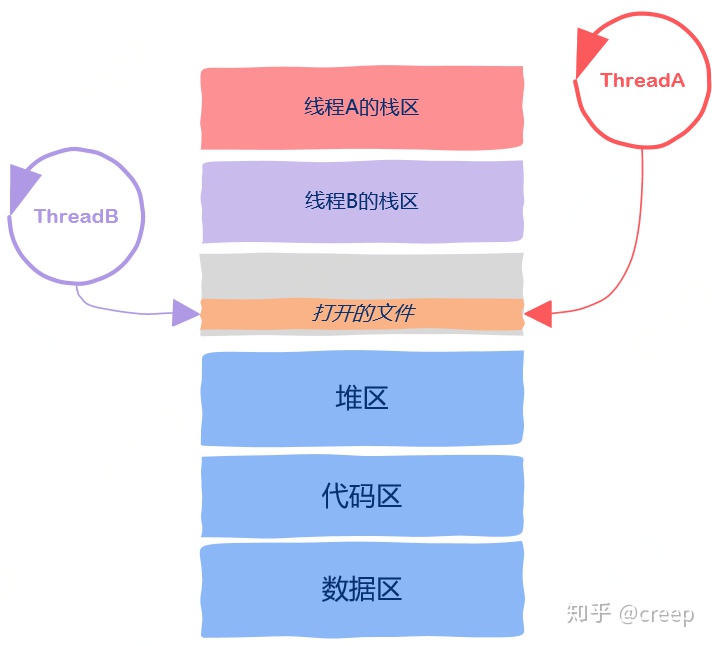 ThreadA
线程A的栈区
线程B的栈区
ThreadB
打开的文件
堆区
代码区
数据区
知乎 @creep